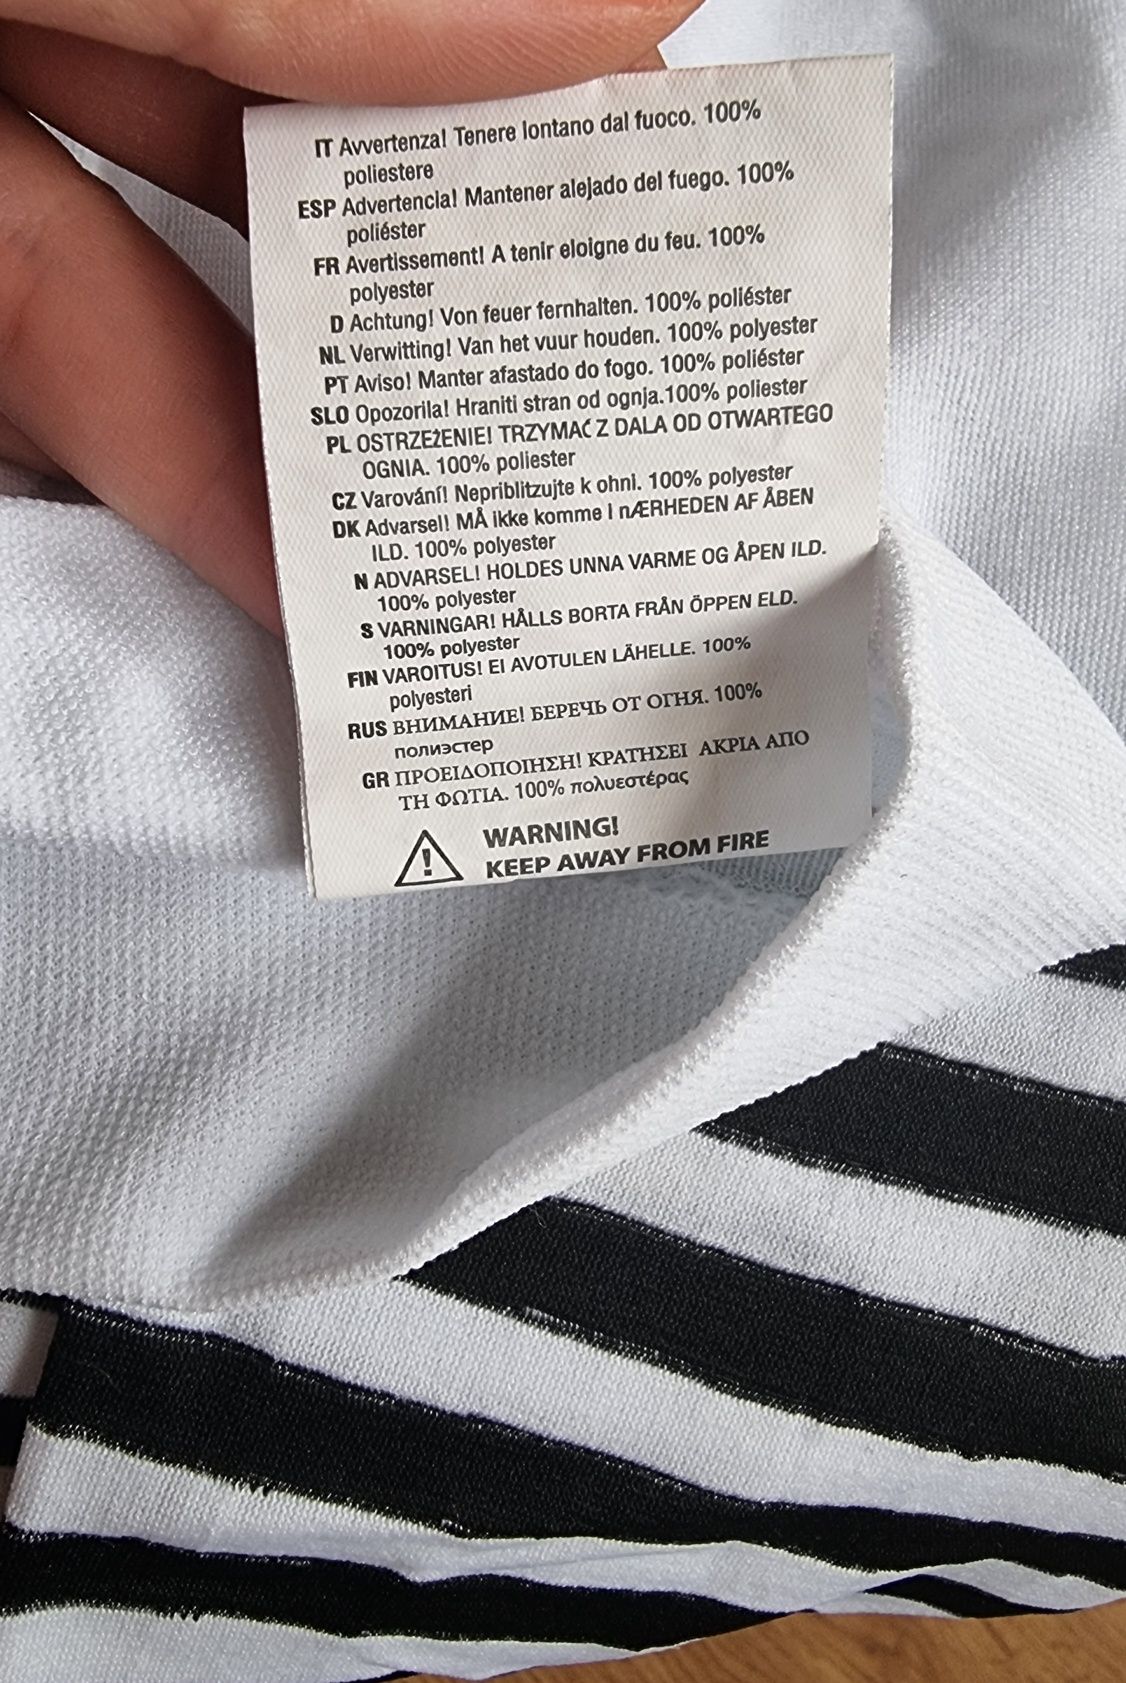 IT Avvertenza! Tenere lontano dal fuoco. 100%
poliestere
ESP Advertencia! Mantener alejado del fuego. 100%
poliéster
FR Avertissement! A tenir eloigne du feu. 100%
polyester
D Achtung! Von feuer fernhalten. 100% poliéster
NL Verwitting! Van het vuur houden. 100% polyester
PT Aviso! Manter afastado do fogo. 100% poliéster
SLO Opozorila! Hraniti stran od ognja.100% poliester
PL OSTRZEŻENIE! TRZYMAĆ Z DALA OD OTWARTEGO
OGNIA. 100% poliester
CZ Varování! Nepriblitzujte k ohni. 100% polyester
DK Advarsel! MÅ ikke komme I nÆRHEDEN AF ÅBEN
ILD. 100% polyester
N ADVARSEL! HOLDES UNNA VARME OG ÅPEN ILD.
100% polyester
S VARNINGAR! HÅLLS BORTA FRÅN ÖPPEN ELD.
100% polyester
FIN VAROITUS! EI AVOTULEN LÄHELLE. 100%
polyesteri
RUS ВНИМАНИЕ! БЕРЕЧЬ ОТ ОГНЯ. 100%
полиэстер
GR ΠΡΟΕΙΔΟΠΟΙΗΣΗ! ΚΡΑΤΗΣΕΙ ΑΚΡΙΑ ΑΠΟ
ΤΗ ΦΩΤΙΑ. 100% πολυεστέρας
WARNING!
KEEP AWAY FROM FIRE